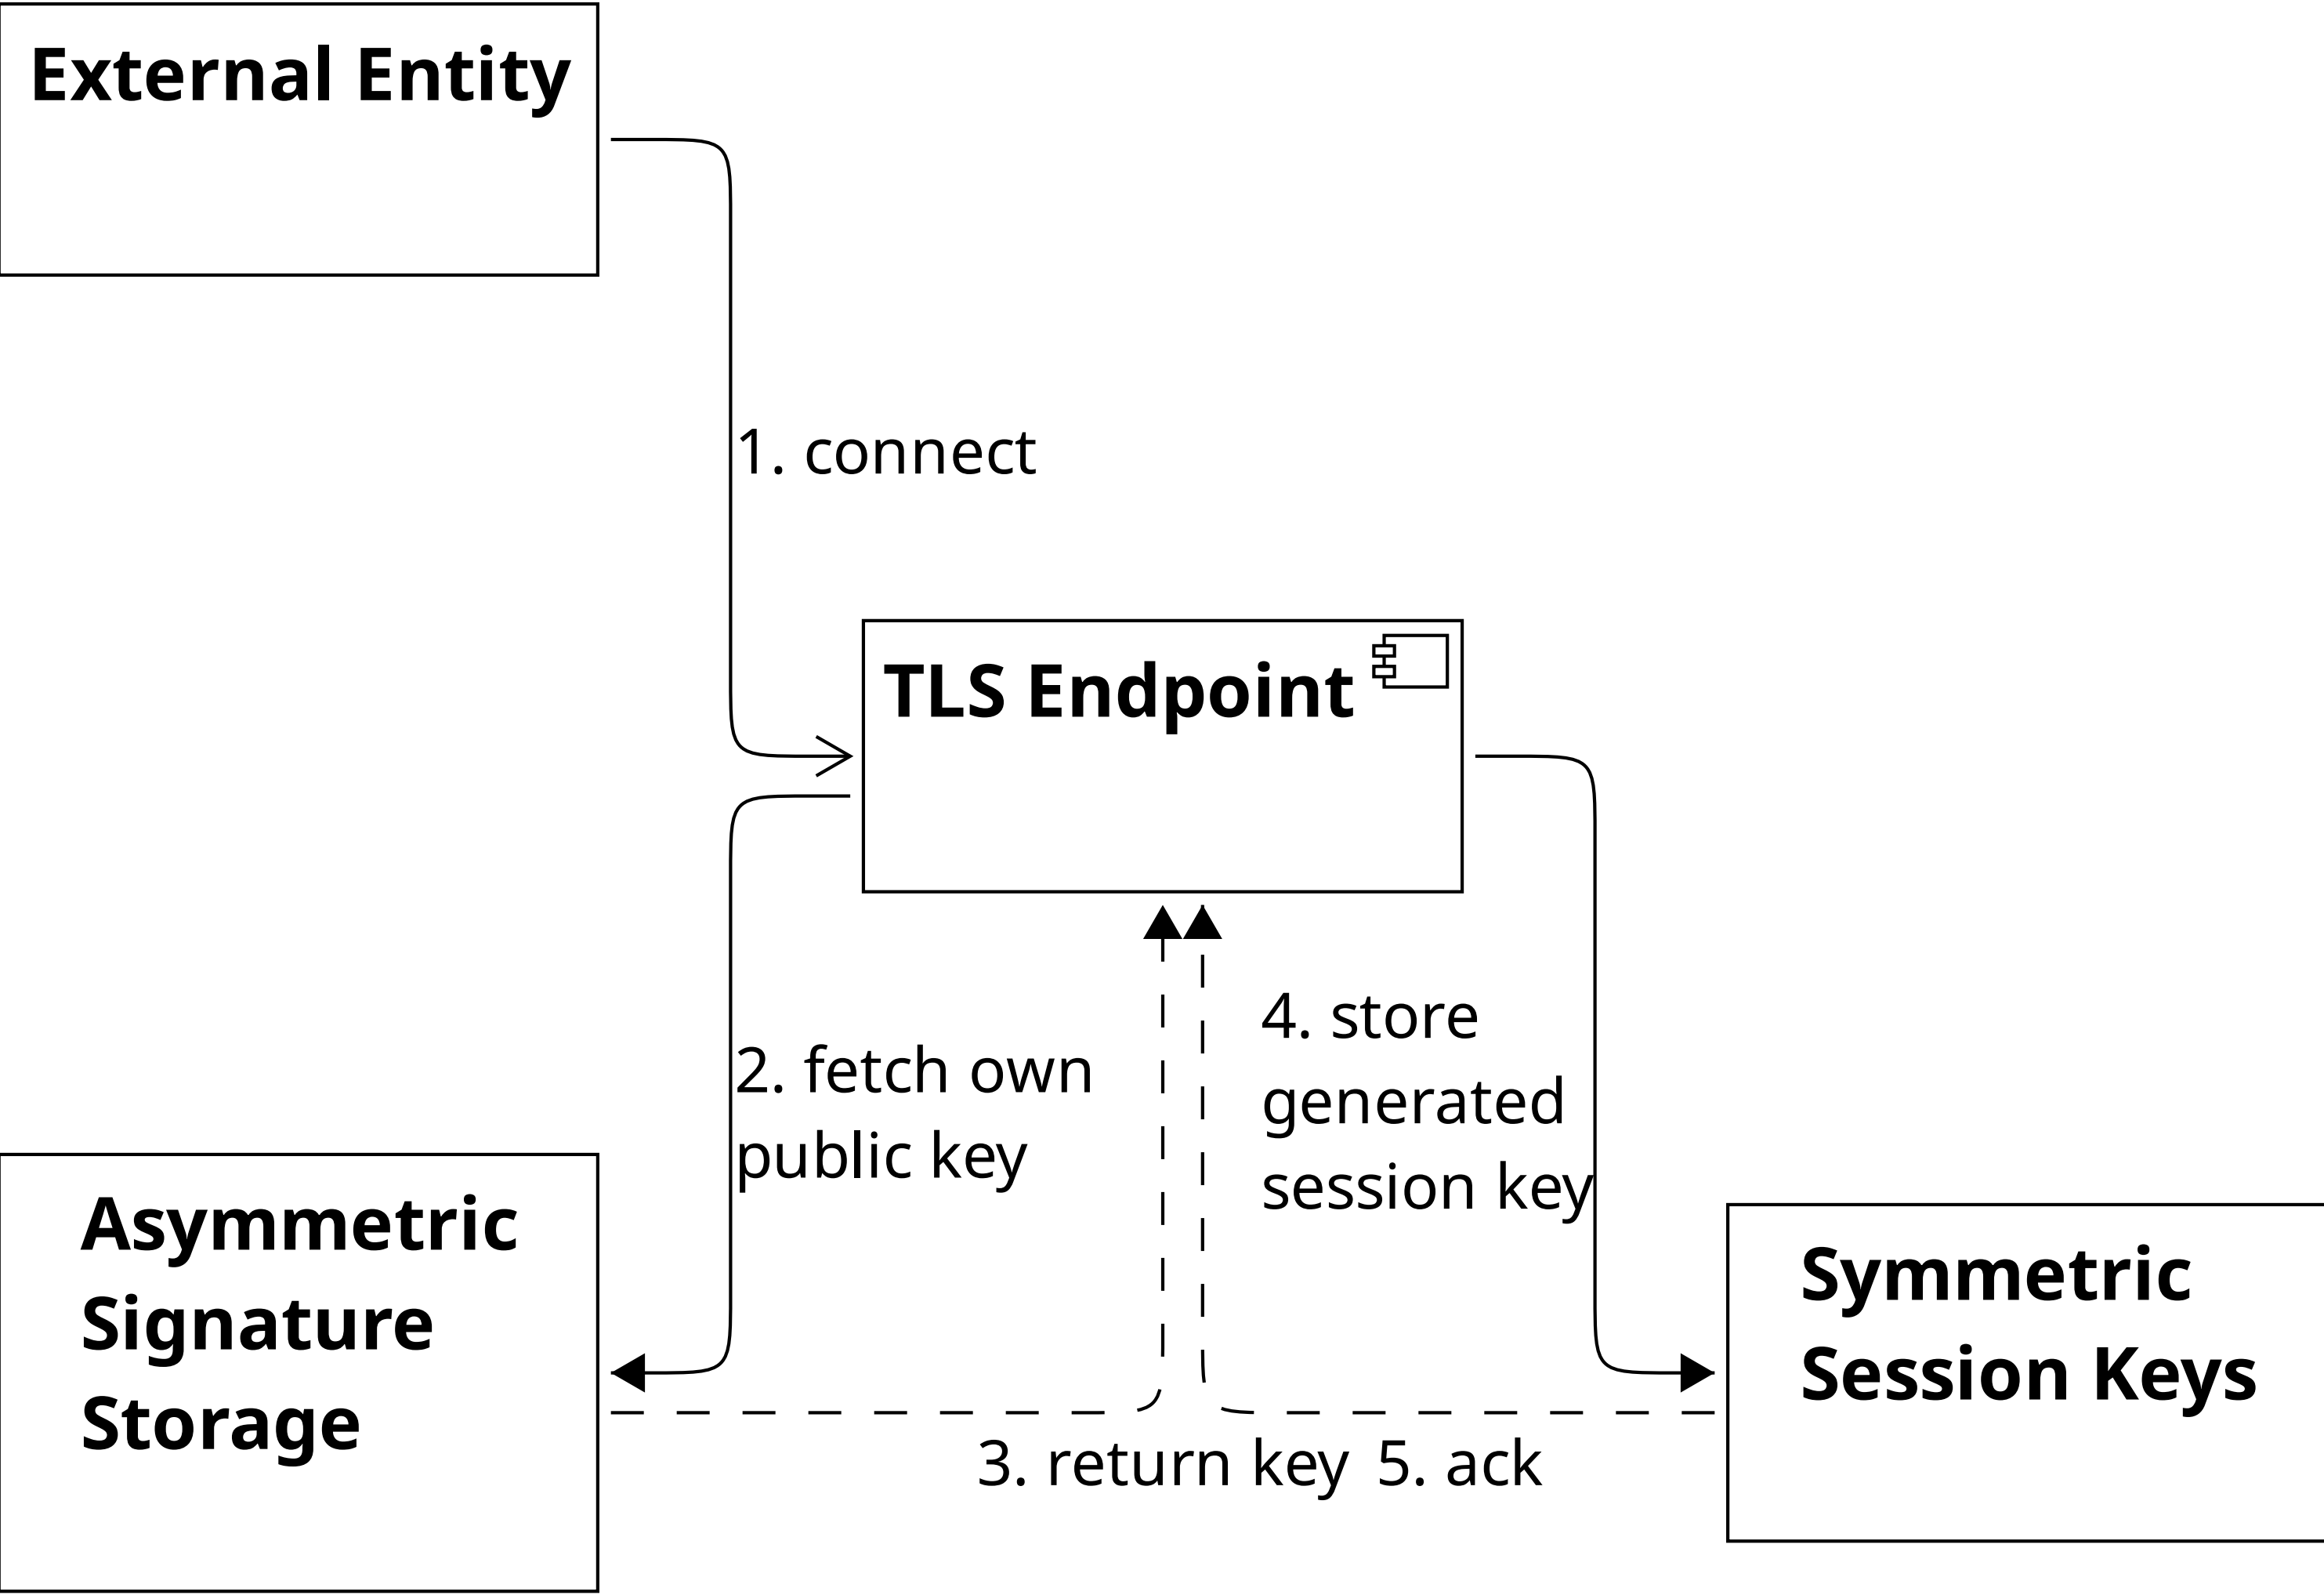 External Entity
1. connect
TLS Endpoint
2. fetch own
public key
4. store
generated
session key
Asymmetric
Signature
Storage
Symmetric
Session Keys
3. return key
5. ack